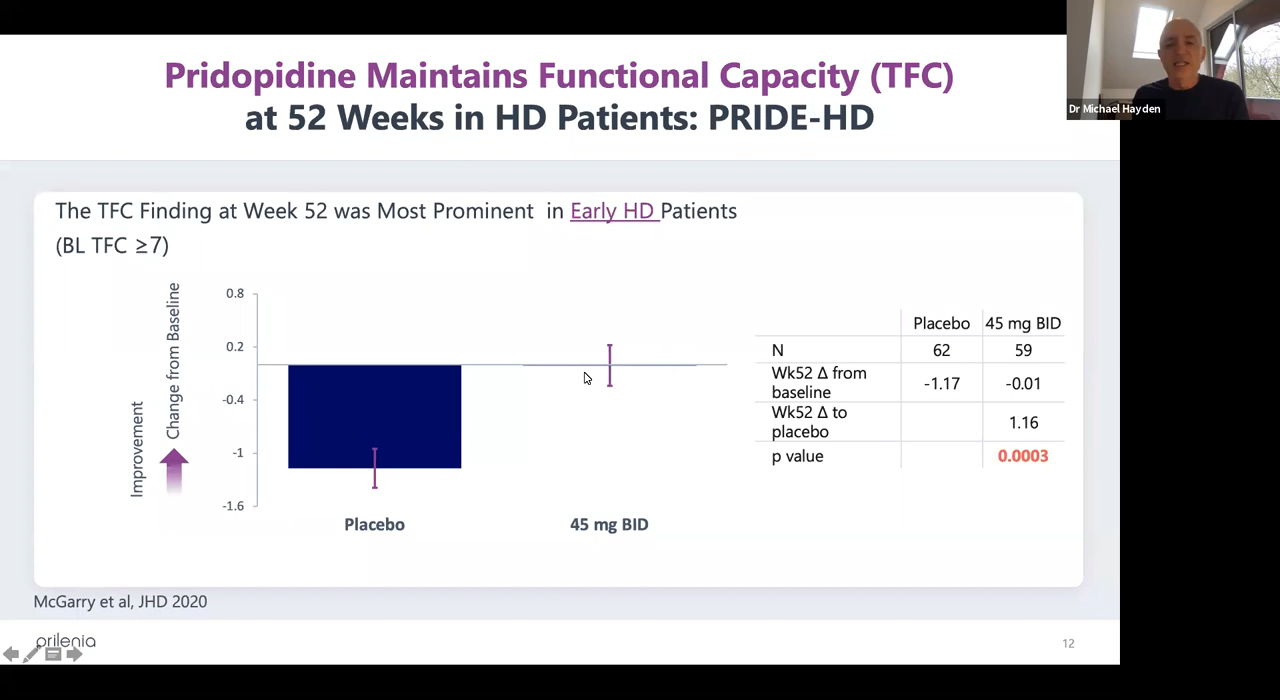 Pridopidine Maintains Functional Capacity (TFC)
at 52 Weeks in HD Patients: PRIDE-HD
Dr Michael Hayden
The TFC Finding at Week 52 was Most Prominent in Early HD Patients
(BL TFC ≥7)
Improvement
Change from Baseline
0.8
0.2
-0.4
-1
-1.6
Placebo
45 mg BID
Placebo 45 mg BID
N 62 59
Wk52 Δ from
baseline -1.17 -0.01
Wk52 Δ to
placebo 1.16
p value 0.0003
McGarry et al, JHD 2020
prilenia
12